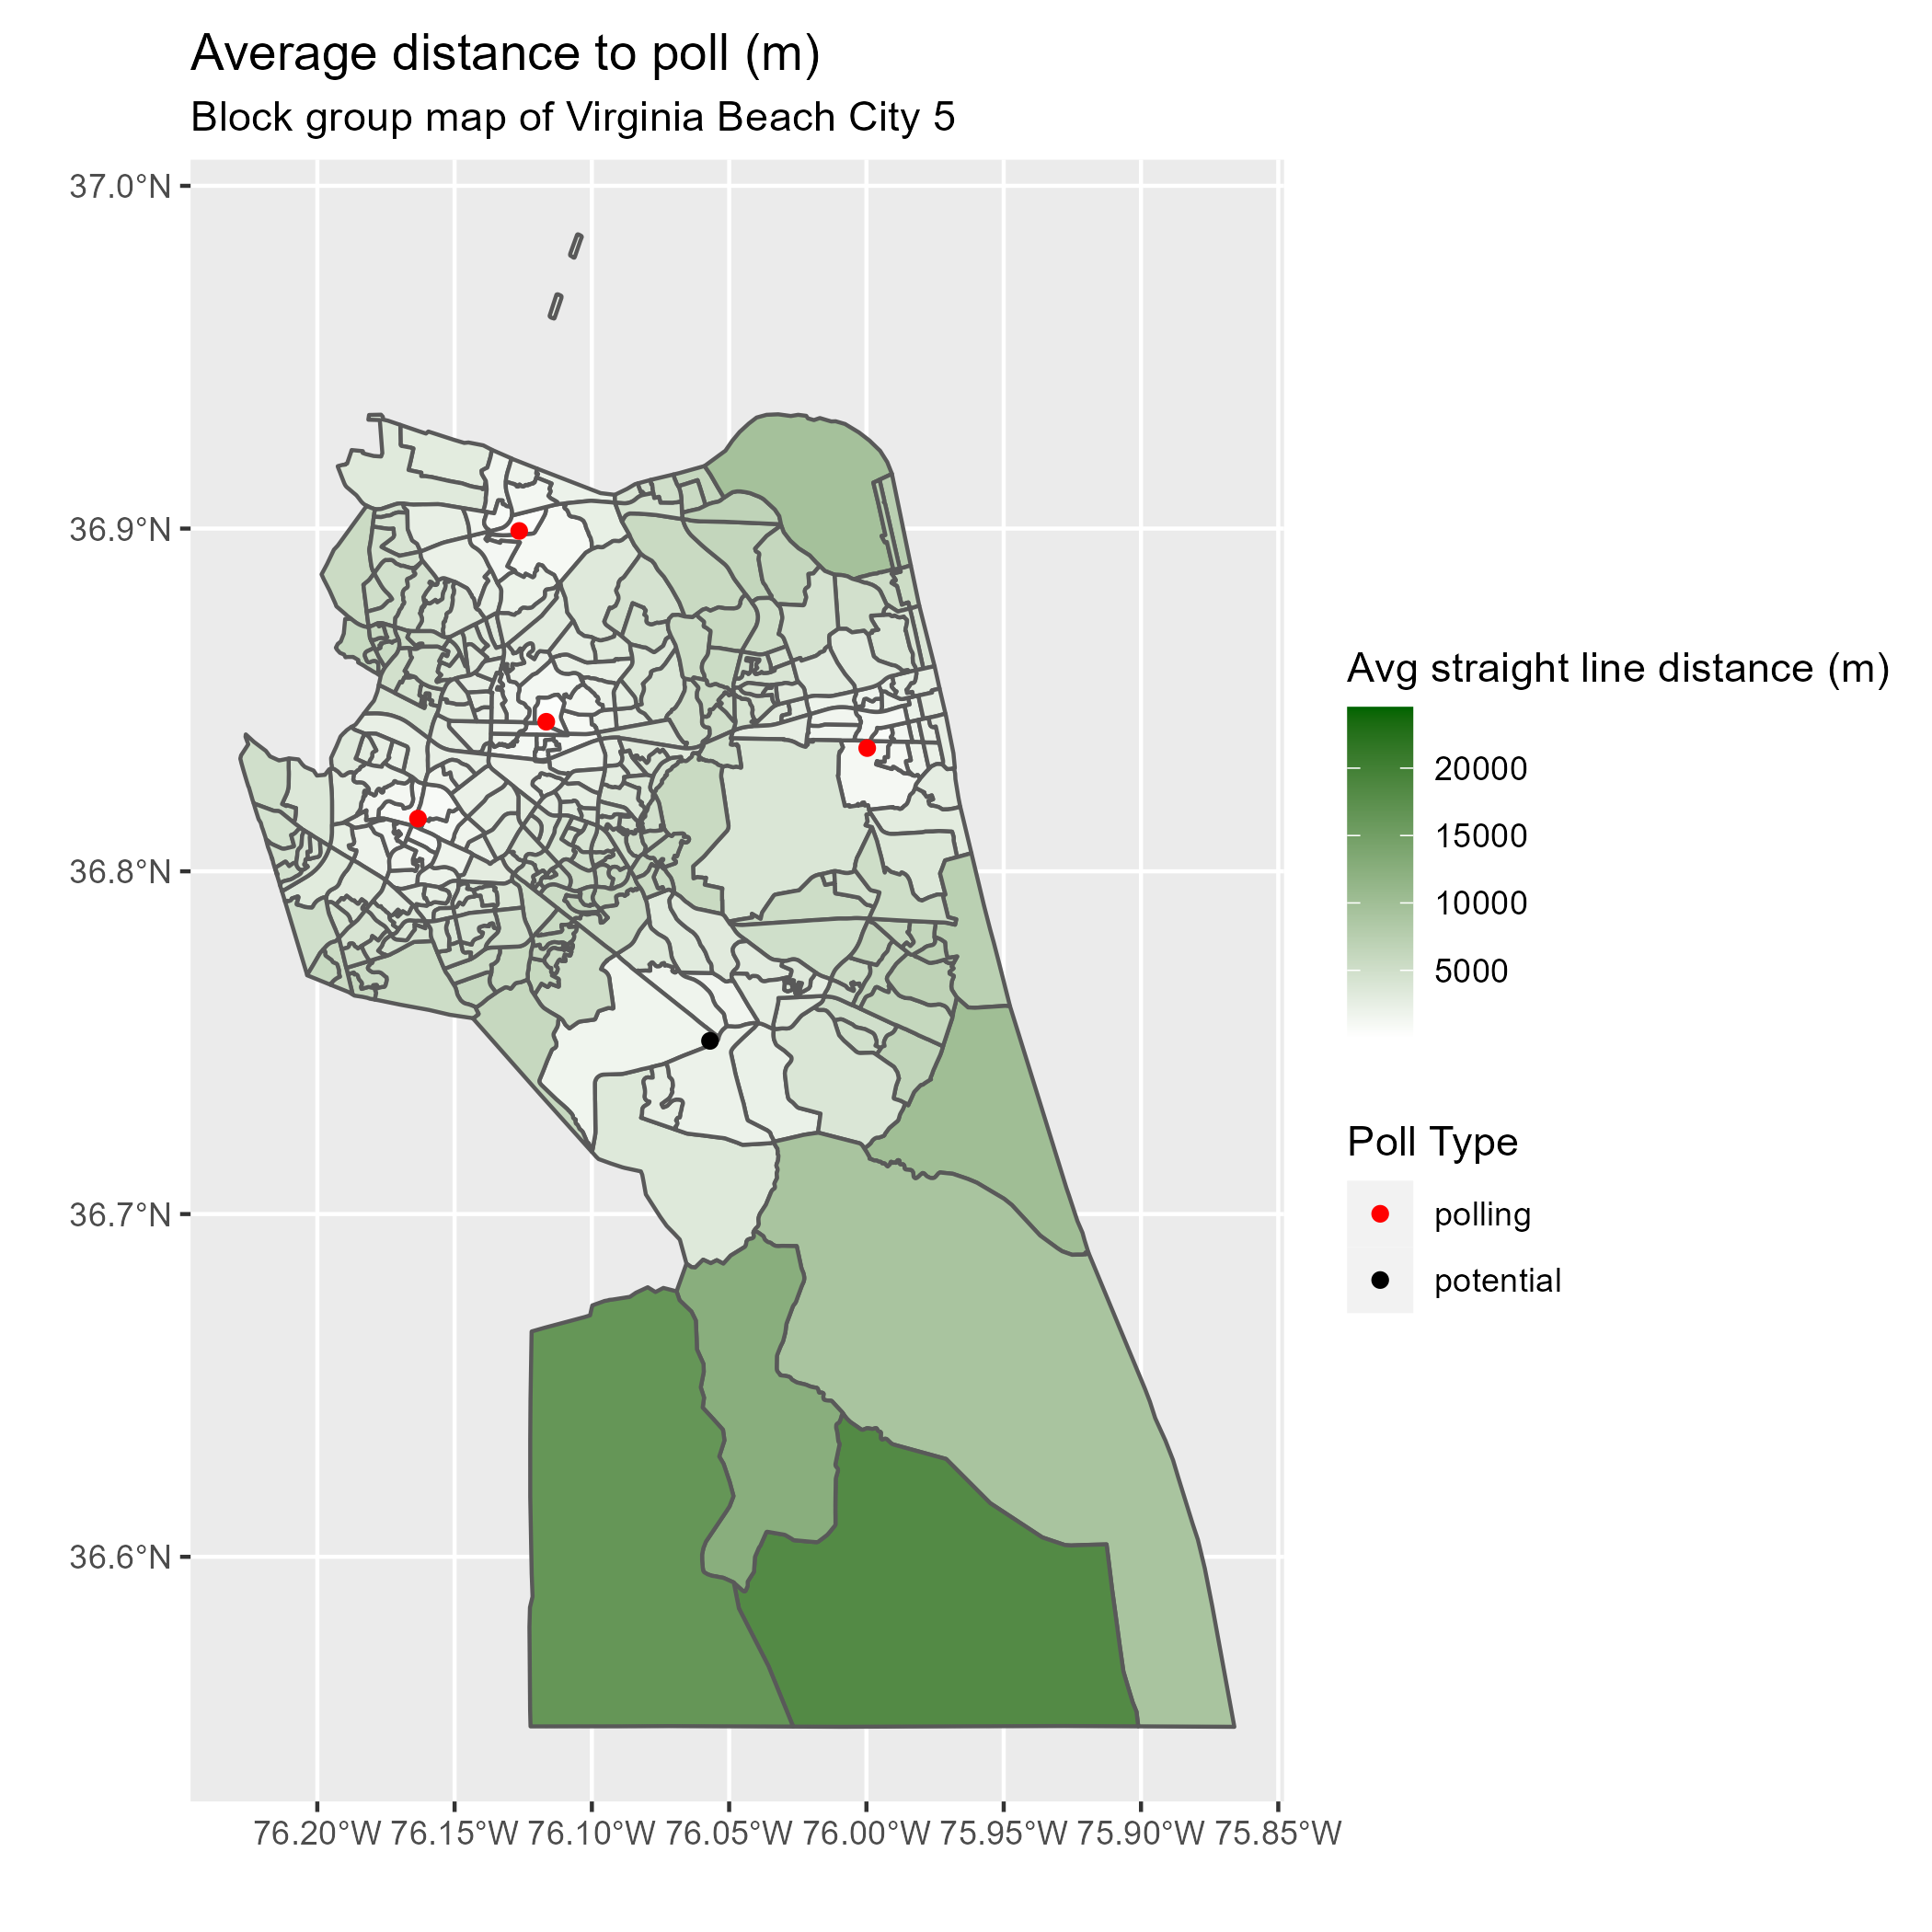 Average distance to poll (m)
Block group map of Virginia Beach City 5
37.0°N
36.9°N
36.8°N
36.7°N
36.6°N
76.20°W 76.15°W 76.10°W 76.05°W 76.00°W 75.95°W 75.90°W 75.85°W
Avg straight line distance (m)
20000
15000
10000
5000
Poll Type
polling
potential